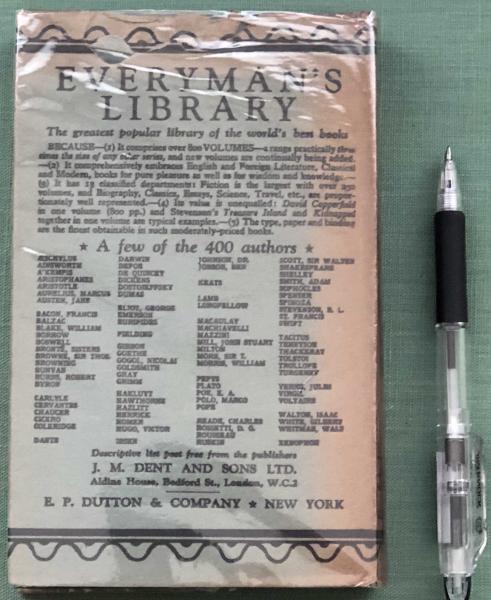 EVERYMAN'S
LIBRARY
The greatest popular library of the world's best books
BECAUSE—(1) It comprises over 800 VOLUMES—a range practically three
times the size of any other series, and new volumes are continually being added.
—(2) It comprehensively embraces English and Foreign Literature, Classical
and Modern, books for pure pleasure as well as for wisdom and knowledge.—
(3) It has 13 classified departments: Fiction is the largest with over 250
volumes, and Biography, Classics, Essays, Science, Travel, etc., are propor-
tionately well represented.—(4) Its value is unequalled: David Copperfield
in one volume (800 pp.) and Stevenson's Treasure Island and Kidnapped
together in one volume are typical examples.—(5) The type, paper and binding
are the finest obtainable in such moderately-priced books.
★ A few of the 400 authors ★
ÆSCHYLUS
AINSWORTH
A'KEMPIS
ARISTOPHANES
ARISTOTLE
AURELIUS, MARCUS
AUSTEN, JANE
BACON, FRANCIS
BALZAC
BLAKE, WILLIAM
BORROW
BOSWELL
BRONTË, SISTERS
BROWNE, SIR THOS.
BROWNING
BUNYAN
BURNS, ROBERT
BYRON
CARLYLE
CERVANTES
CHAUCER
CICERO
COLERIDGE
DANTE
DARWIN
DEFOE
DE QUINCEY
DICKENS
DOSTOIEFFSKY
DUMAS
ELIOT, GEORGE
EMERSON
EURIPIDES
FIELDING
GIBBON
GOETHE
GOGOL, NICOLAI
GOLDSMITH
GRAY
GRIMM
HAKLUYT
HAWTHORNE
HAZLITT
HERRICK
HOMER
HUGO, VICTOR
IBSEN
JOHNSON, DR.
JONSON, BEN
KEATS
LAMB
LONGFELLOW
MACAULAY
MACHIAVELLI
MAZZINI
MILL, JOHN STUART
MILTON
MORE, SIR T.
MORRIS, WILLIAM
PEPYS
PLATO
POE, E. A.
POLO, MARCO
POPE
READE, CHARLES
ROSSETTI, D. G.
ROUSSEAU
RUSKIN
SCOTT, SIR WALTER
SHAKESPEARE
SHELLEY
SMITH, ADAM
SOPHOCLES
SPENSER
SPINOZA
STEVENSON, R. L.
ST. FRANCIS
SWIFT
TACITUS
TENNYSON
THACKERAY
TOLSTOI
TROLLOPE
TURGENEV
VERNE, JULES
VIRGIL
VOLTAIRE
WALTON, ISAAC
WHITE, GILBERT
WHITMAN, WALT
XENOPHON
Descriptive list post free from the publishers
J. M. DENT AND SONS LTD.
Aldine House, Bedford St., London, W.C.2
E. P. DUTTON & COMPANY ★ NEW YORK